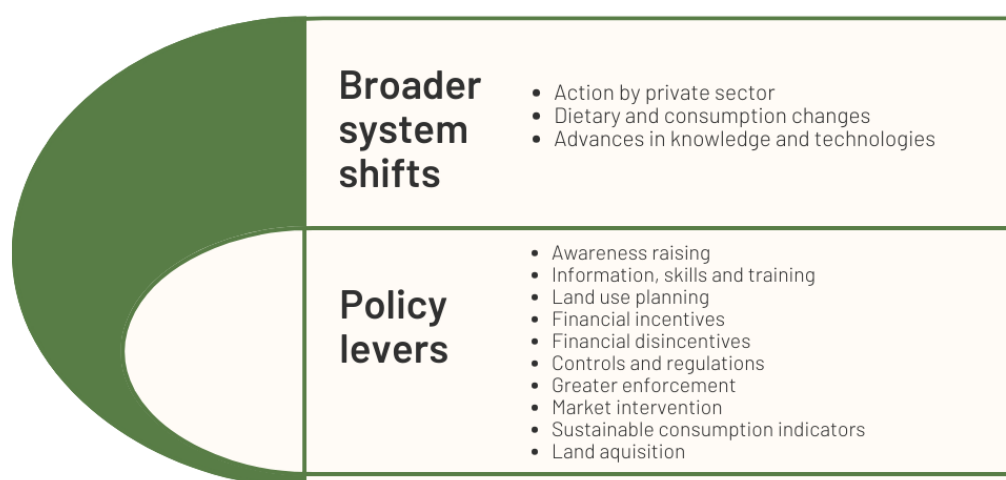 Broader
system
shifts
• Action by private sector
• Dietary and consumption changes
• Advances in knowledge and technologies
Policy
levers
• Awareness raising
• Information, skills and training
• Land use planning
• Financial incentives
• Financial disincentives
• Controls and regulations
• Greater enforcement
• Market intervention
• Sustainable consumption indicators
• Land aquisition